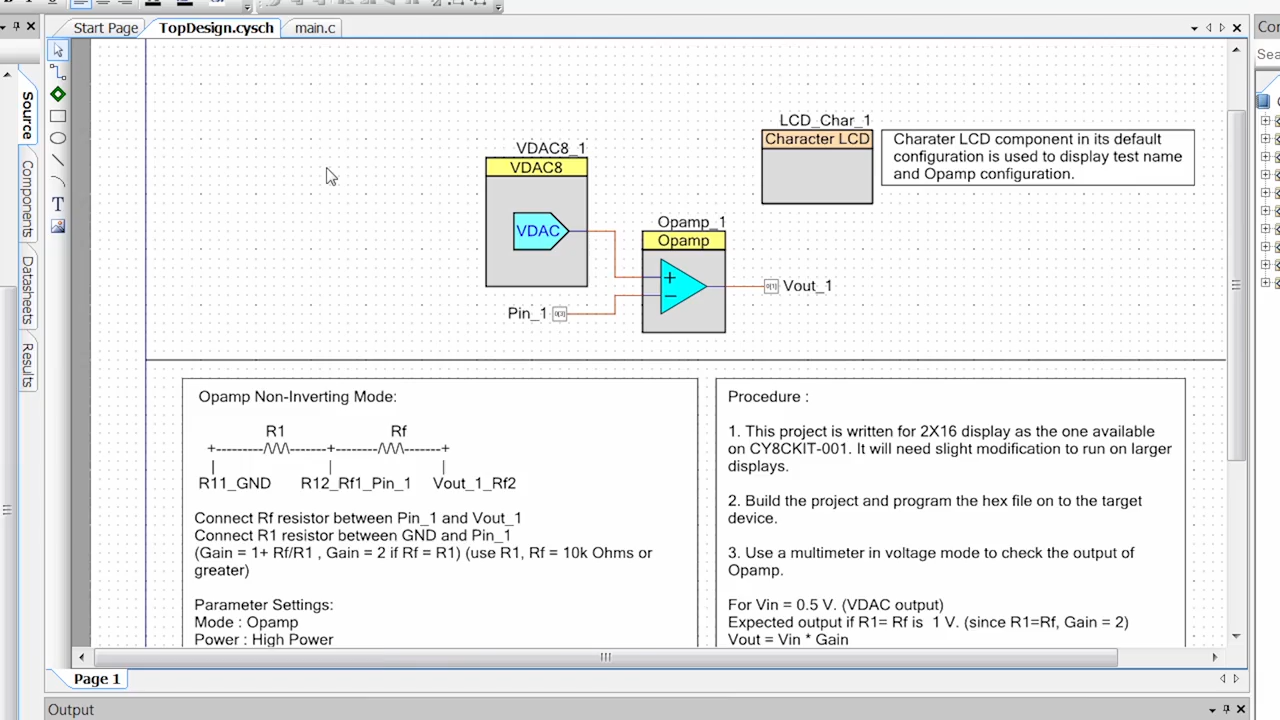 Start Page
TopDesign.cysch
main.c
Con
Sea
Source
Components
Datasheets
Results
LCD_Char_1
Character LCD
Charater LCD component in its default
configuration is used to display test name
and Opamp configuration.
VDAC8_1
VDAC8
VDAC
Opamp_1
Opamp
+
−
Vout_1
Pin_1
Opamp Non-Inverting Mode:
R1 Rf
+--------/\/\/\-------+-------/\/\/\-------+
| | |
R11_GND R12_Rf1_Pin_1 Vout_1_Rf2
Connect Rf resistor between Pin_1 and Vout_1
Connect R1 resistor between GND and Pin_1
(Gain = 1+ Rf/R1 , Gain = 2 if Rf = R1) (use R1, Rf = 10k Ohms or
greater)
Parameter Settings:
Mode : Opamp
Power : High Power
Procedure :
1. This project is written for 2X16 display as the one available
on CY8CKIT-001. It will need slight modification to run on larger
displays.
2. Build the project and program the hex file on to the target
device.
3. Use a multimeter in voltage mode to check the output of
Opamp.
For Vin = 0.5 V. (VDAC output)
Expected output if R1= Rf is 1 V. (since R1=Rf, Gain = 2)
Vout = Vin * Gain
Page 1
Output